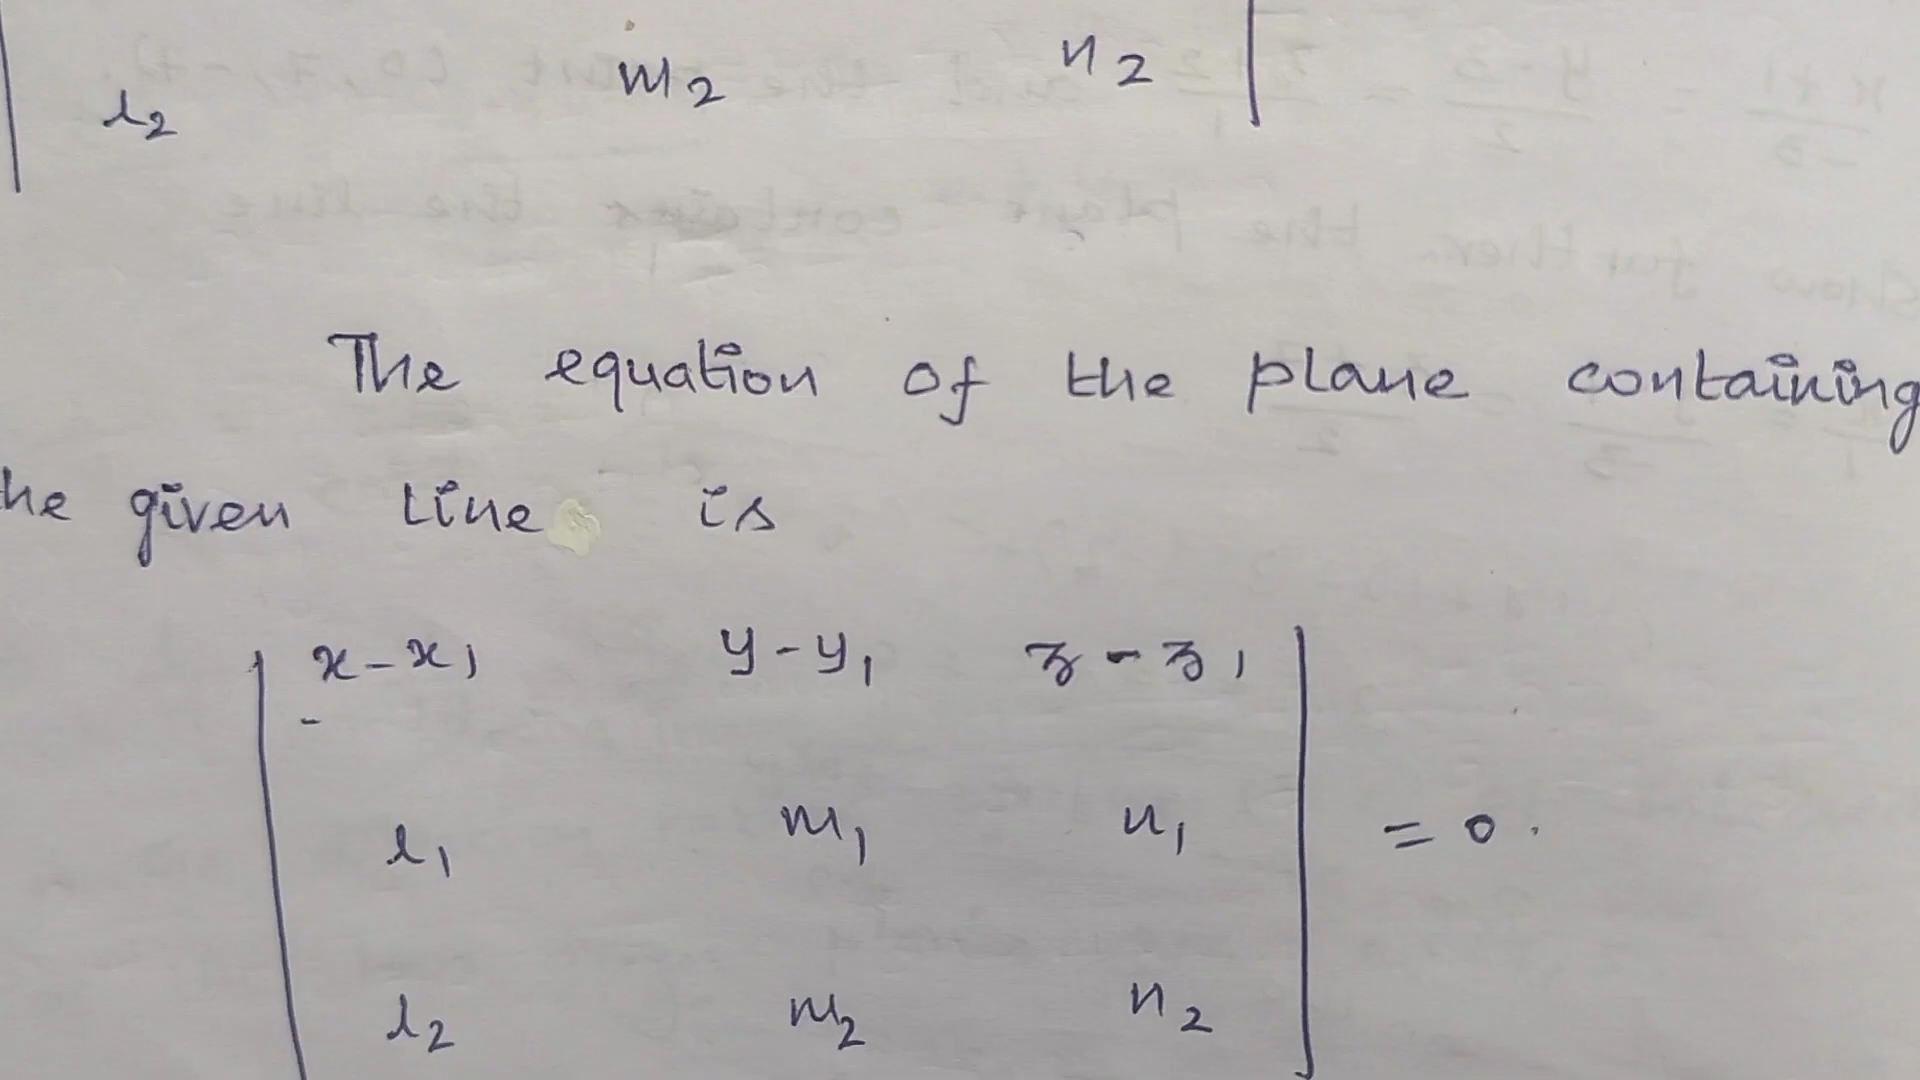 l2 m2 n2
The equation of the plane containing
he given line is
x-x1 y-y1 z-z1
l1 m1 n1 = 0.
l2 m2 n2